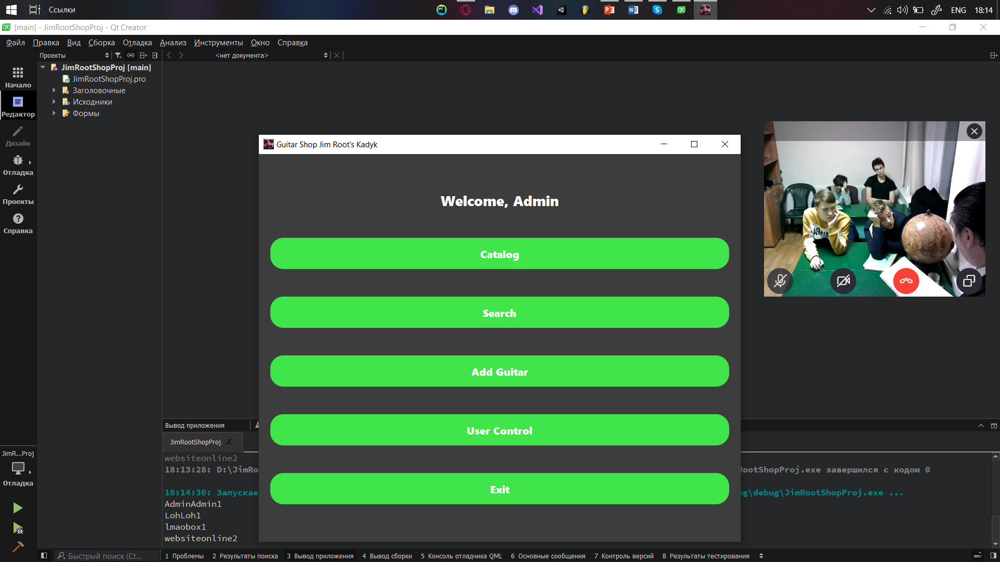 Ссылки
ENG 18:14
[main] - JimRootShopProj - Qt Creator
Файл Правка Вид Сборка Отладка Анализ Инструменты Окно Справка
Проекты
<нет документа>
JimRootShopProj [main]
JimRootShopProj.pro
Заголовочные
Исходники
Формы
Начало
Редактор
Дизайн
Отладка
Проекты
Справка
Guitar Shop Jim Root's Kadyk
Welcome, Admin
Catalog
Search
Add Guitar
User Control
Exit
Вывод приложения
JimRootShopProj
websiteonline2
18:13:28: D:\JimRo
ootShopProj.exe завершился с кодом 0
18:14:30: Запускае
g\debug\JimRootShopProj.exe ...
AdminAdmin1
LohLoh1
lmaobox1
websiteonline2
JimR...Proj
Отладка
Быстрый поиск (Ct...
1 Проблемы 2 Результаты поиска 3 Вывод приложения 4 Вывод сборки 5 Консоль отладчика QML 6 Основные сообщения 7 Контроль версий 8 Результаты тестирования